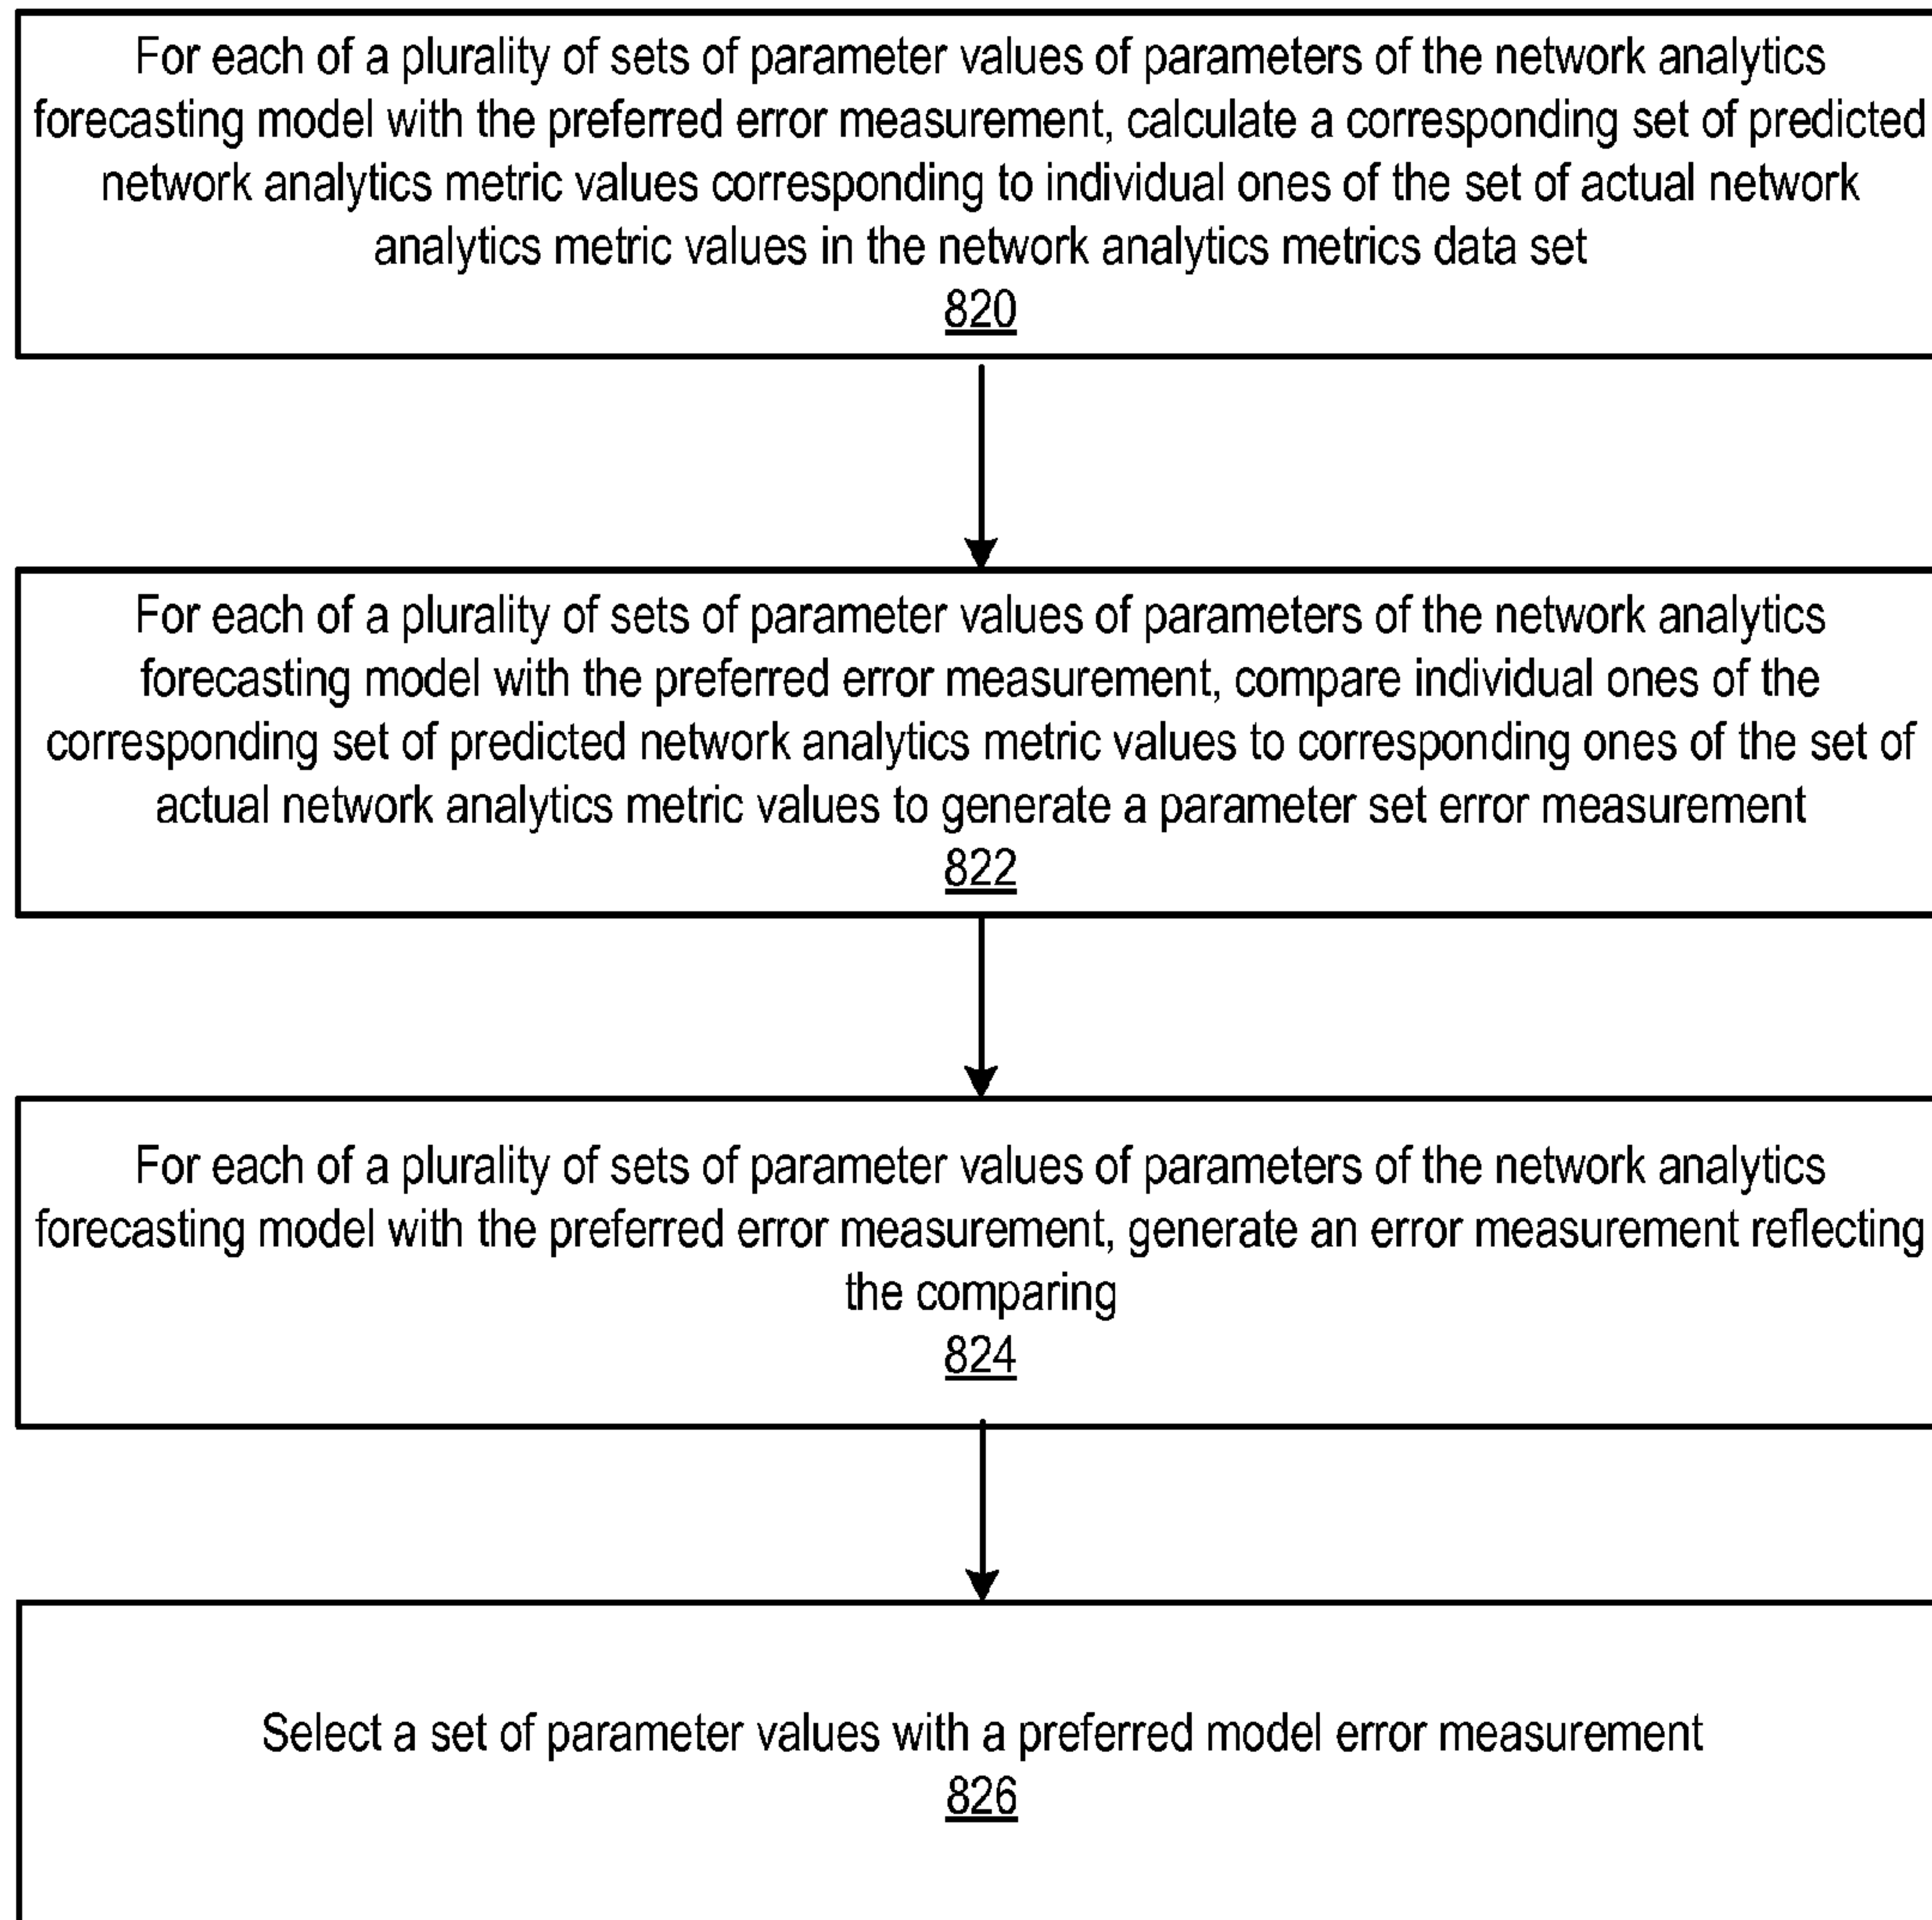 For each of a plurality of sets of parameter values of parameters of the network analytics
forecasting model with the preferred error measurement, calculate a corresponding set of predicted
network analytics metric values corresponding to individual ones of the set of actual network
analytics metric values in the network analytics metrics data set
820
For each of a plurality of sets of parameter values of parameters of the network analytics
forecasting model with the preferred error measurement, compare individual ones of the
corresponding set of predicted network analytics metric values to corresponding ones of the set of
actual network analytics metric values to generate a parameter set error measurement
822
For each of a plurality of sets of parameter values of parameters of the network analytics
forecasting model with the preferred error measurement, generate an error measurement reflecting
the comparing
824
Select a set of parameter values with a preferred model error measurement
826